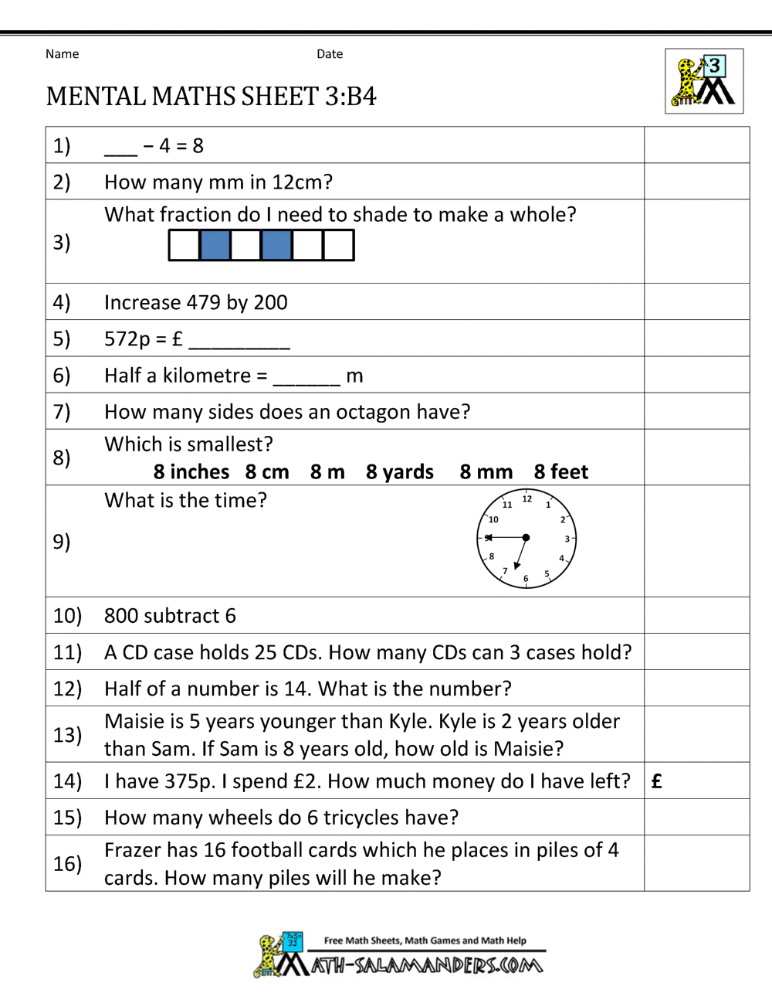 Name Date
3
MENTAL MATHS SHEET 3:B4
1) ___ – 4 = 8
2) How many mm in 12cm?
What fraction do I need to shade to make a whole?
3)
4) Increase 479 by 200
5) 572p = £ _________
6) Half a kilometre = ______ m
7) How many sides does an octagon have?
8) Which is smallest?
8 inches 8 cm 8 m 8 yards 8 mm 8 feet
9) What is the time?
12
11 1
10 2
9 3
8 4
7 5
6
10) 800 subtract 6
11) A CD case holds 25 CDs. How many CDs can 3 cases hold?
12) Half of a number is 14. What is the number?
13) Maisie is 5 years younger than Kyle. Kyle is 2 years older
than Sam. If Sam is 8 years old, how old is Maisie?
14) I have 375p. I spend £2. How much money do I have left? £
15) How many wheels do 6 tricycles have?
16) Frazer has 16 football cards which he places in piles of 4
cards. How many piles will he make?
7x5=
35
Free Math Sheets, Math Games and Math Help
MATH-SALAMANDERS.COM